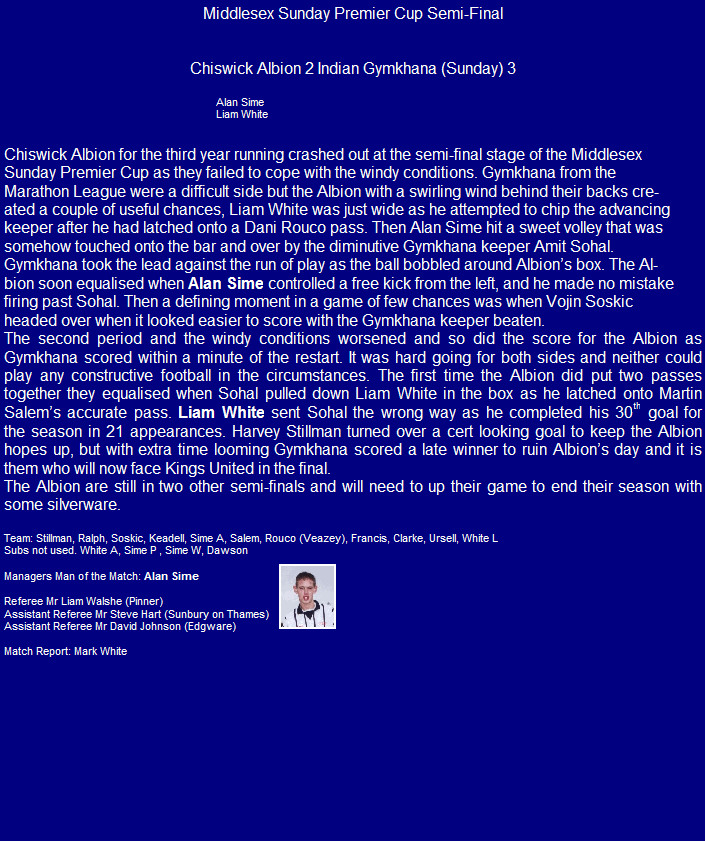 Middlesex Sunday Premier Cup Semi-Final
Chiswick Albion 2 Indian Gymkhana (Sunday) 3
Alan Sime
Liam White
Chiswick Albion for the third year running crashed out at the semi-final stage of the Middlesex
Sunday Premier Cup as they failed to cope with the windy conditions. Gymkhana from the
Marathon League were a difficult side but the Albion with a swirling wind behind their backs cre-
ated a couple of useful chances, Liam White was just wide as he attempted to chip the advancing
keeper after he had latched onto a Dani Rouco pass. Then Alan Sime hit a sweet volley that was
somehow touched onto the bar and over by the diminutive Gymkhana keeper Amit Sohal.
Gymkhana took the lead against the run of play as the ball bobbled around Albion's box. The Al-
bion soon equalised when Alan Sime controlled a free kick from the left, and he made no mistake
firing past Sohal. Then a defining moment in a game of few chances was when Vojin Soskic
headed over when it looked easier to score with the Gymkhana keeper beaten.
The second period and the windy conditions worsened and so did the score for the Albion as
Gymkhana scored within a minute of the restart. It was hard going for both sides and neither could
play any constructive football in the circumstances. The first time the Albion did put two passes
together they equalised when Sohal pulled down Liam White in the box as he latched onto Martin
Salem's accurate pass. Liam White sent Sohal the wrong way as he completed his 30th goal for
the season in 21 appearances. Harvey Stillman turned over a cert looking goal to keep the Albion
hopes up, but with extra time looming Gymkhana scored a late winner to ruin Albion's day and it is
them who will now face Kings United in the final.
The Albion are still in two other semi-finals and will need to up their game to end their season with
some silverware.
Team: Stillman, Ralph, Soskic, Keadell, Sime A, Salem, Rouco (Veazey), Francis, Clarke, Ursell, White L
Subs not used. White A, Sime P , Sime W, Dawson
Managers Man of the Match: Alan Sime
Referee Mr Liam Walshe (Pinner)
Assistant Referee Mr Steve Hart (Sunbury on Thames)
Assistant Referee Mr David Johnson (Edgware)
Match Report: Mark White